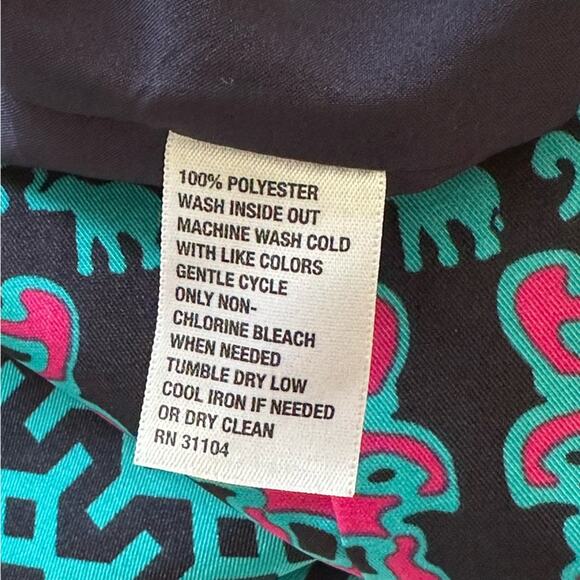 100% POLYESTER
WASH INSIDE OUT
MACHINE WASH COLD
WITH LIKE COLORS
GENTLE CYCLE
ONLY NON-
CHLORINE BLEACH
WHEN NEEDED
TUMBLE DRY LOW
COOL IRON IF NEEDED
OR DRY CLEAN
RN 31104